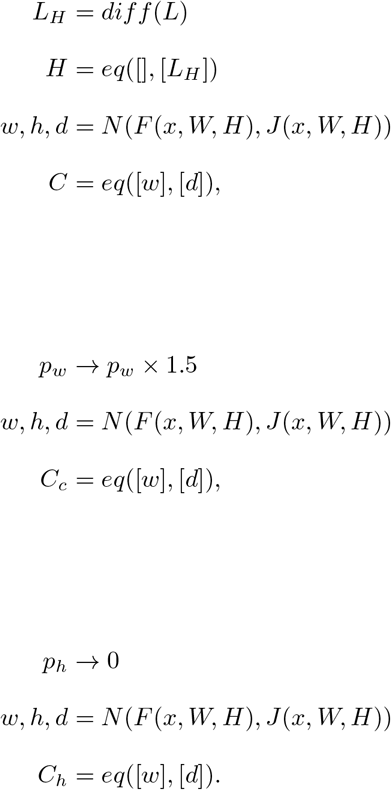 L_H = diff(L)
H = eq([], [L_H])
w, h, d = N(F(x, W, H), J(x, W, H))
C = eq([w], [d]),
p_w → p_w × 1.5
w, h, d = N(F(x, W, H), J(x, W, H))
C_c = eq([w], [d]),
p_h → 0
w, h, d = N(F(x, W, H), J(x, W, H))
C_h = eq([w], [d]).